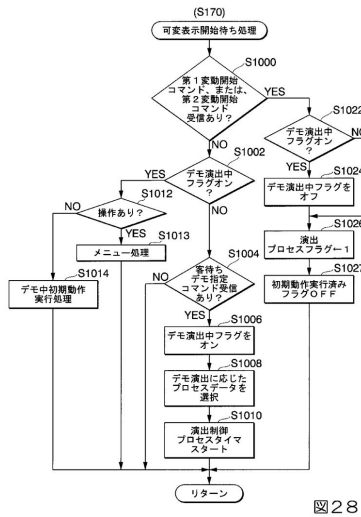 (S170)
可変表示開始待ち処理
S1000
第1変動開始
コマンド、または、
第2変動開始
コマンド
受信あり?
YES
NO
S1022
デモ演出中
フラグオン
?
NO
YES
S1024
デモ演出中フラグを
オフ
S1026
演出
プロセスフラグ←1
S1027
初期動作実行済み
フラグOFF
S1002
デモ演出中
フラグオン
?
YES
NO
S1012
操作あり?
NO
YES
S1013
メニュー処理
S1014
デモ中初期動作
実行処理
S1004
客待ち
デモ指定
コマンド受信
あり?
NO
YES
S1006
デモ演出中フラグを
オン
S1008
デモ演出に応じた
プロセスデータを
選択
S1010
演出制御
プロセスタイマ
スタート
リターン
図28